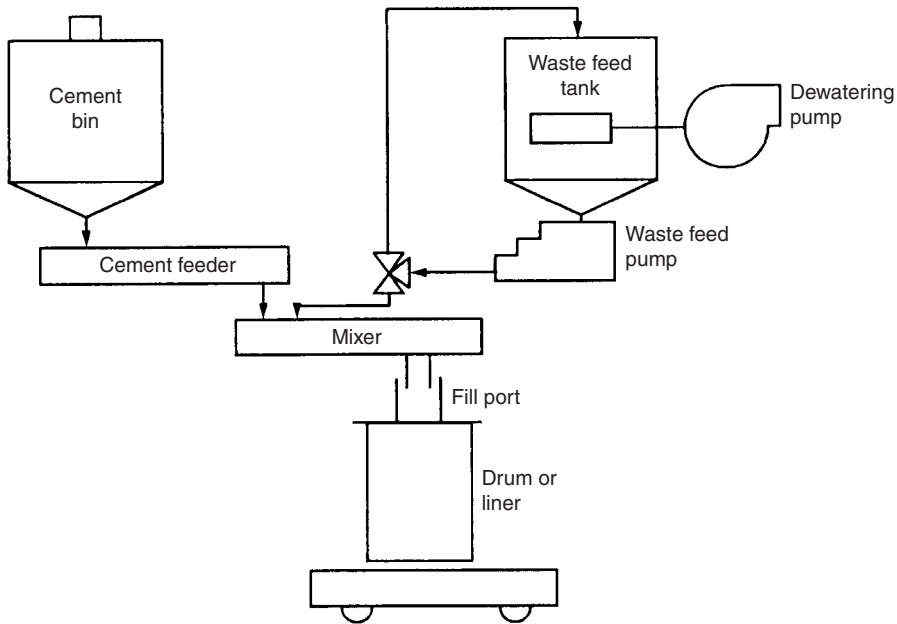 Cement
bin
Waste feed
tank
Dewatering
pump
Waste feed
pump
Cement feeder
Mixer
Fill port
Drum or
liner